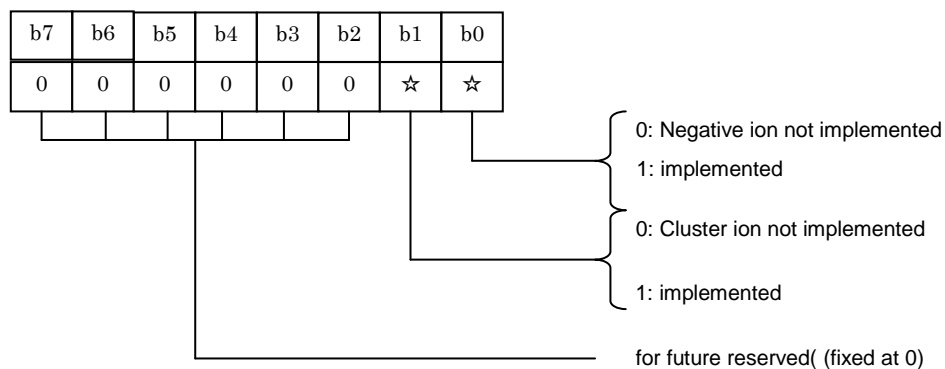 b7 b6 b5 b4 b3 b2 b1 b0
0 0 0 0 0 0 ☆ ☆
0: Negative ion not implemented
1: implemented
0: Cluster ion not implemented
1: implemented
for future reserved( (fixed at 0)